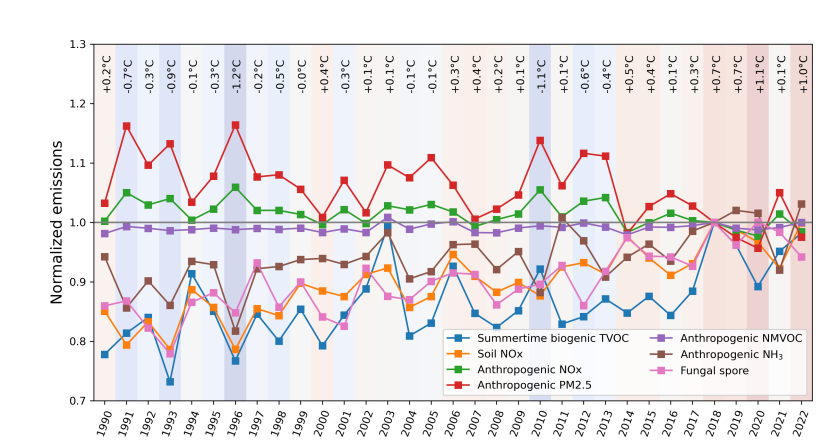 1.3
1.2
1.1
1.0
0.9
0.8
0.7
Normalized emissions
+0.2°C
-0.7°C
-0.3°C
-0.9°C
-0.1°C
-0.3°C
-1.2°C
-0.2°C
-0.5°C
-0.0°C
+0.4°C
-0.3°C
+0.1°C
+0.1°C
-0.1°C
-0.1°C
+0.3°C
+0.4°C
+0.2°C
+0.1°C
-1.1°C
+0.1°C
-0.6°C
-0.4°C
+0.5°C
+0.4°C
+0.1°C
+0.3°C
+0.7°C
+0.7°C
+1.1°C
+0.1°C
+1.0°C
Summertime biogenic TVOC
Soil NOx
Anthropogenic NOx
Anthropogenic PM2.5
Anthropogenic NMVOC
Anthropogenic NH₃
Fungal spore
1990
1991
1992
1993
1994
1995
1996
1997
1998
1999
2000
2001
2002
2003
2004
2005
2006
2007
2008
2009
2010
2011
2012
2013
2014
2015
2016
2017
2018
2019
2020
2021
2022